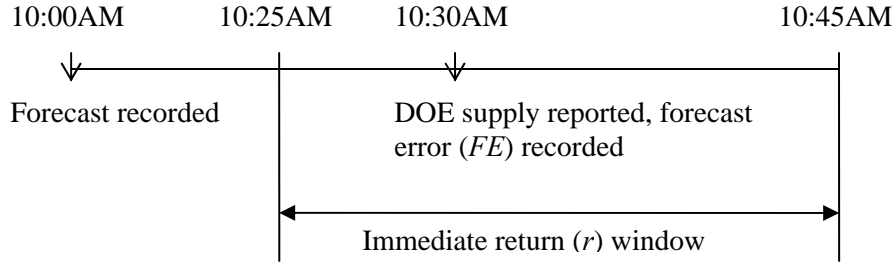 10:00AM 10:25AM 10:30AM 10:45AM
Forecast recorded
DOE supply reported, forecast
error (FE) recorded
Immediate return (r) window